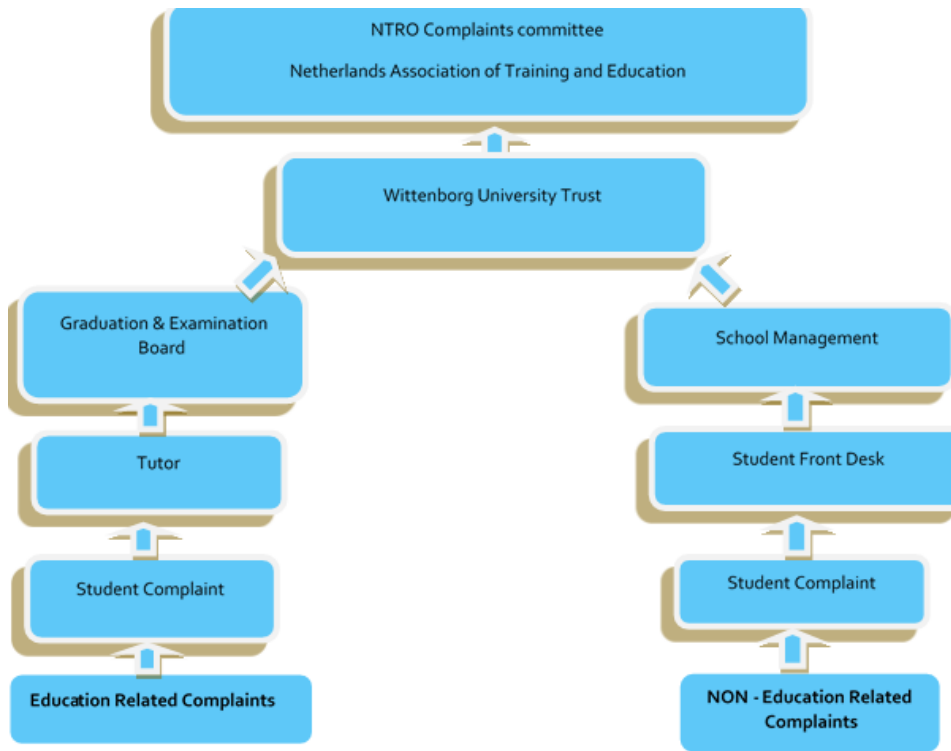 NTRO Complaints committee
Netherlands Association of Training and Education
Wittenborg University Trust
Graduation & Examination
Board
School Management
Tutor
Student Front Desk
Student Complaint
Student Complaint
Education Related Complaints
NON - Education Related
Complaints